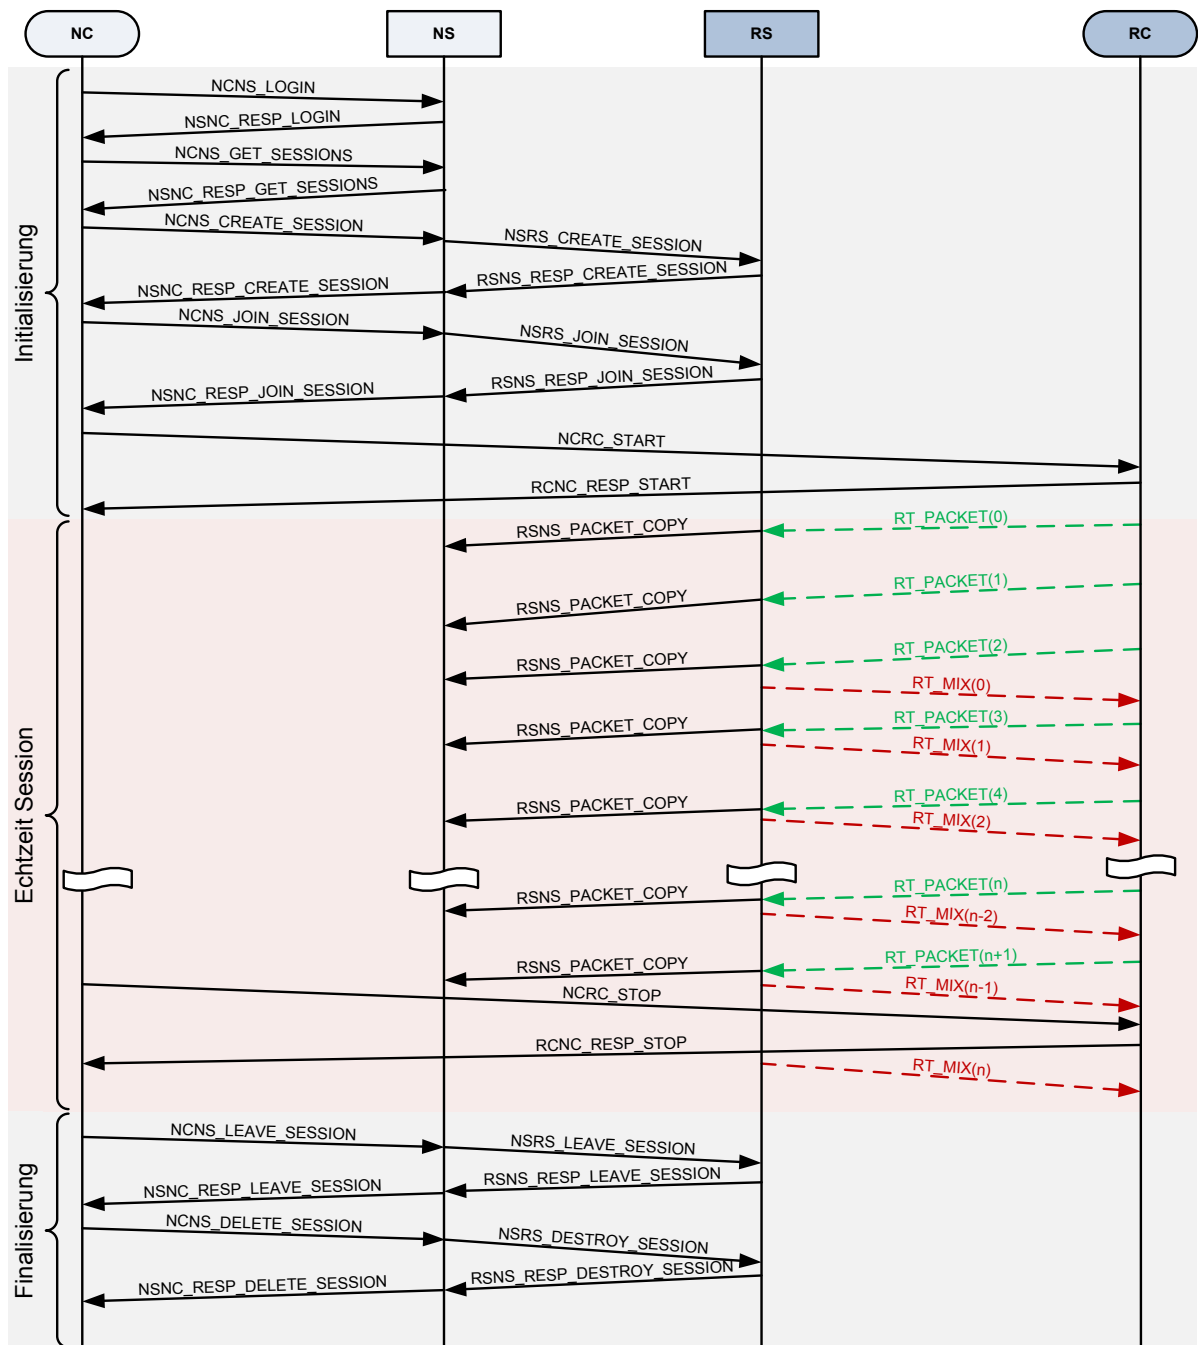 NC
NS
RS
RC
Initialisierung
NCNS_LOGIN
NSNC_RESP_LOGIN
NCNS_GET_SESSIONS
NSNC_RESP_GET_SESSIONS
NCNS_CREATE_SESSION
NSRS_CREATE_SESSION
RSNS_RESP_CREATE_SESSION
NSNC_RESP_CREATE_SESSION
NCNS_JOIN_SESSION
NSRS_JOIN_SESSION
RSNS_RESP_JOIN_SESSION
NSNC_RESP_JOIN_SESSION
NCRC_START
RCNC_RESP_START
Echtzeit Session
RT_PACKET(0)
RSNS_PACKET_COPY
RT_PACKET(1)
RSNS_PACKET_COPY
RT_PACKET(2)
RSNS_PACKET_COPY
RT_MIX(0)
RT_PACKET(3)
RSNS_PACKET_COPY
RT_MIX(1)
RT_PACKET(4)
RSNS_PACKET_COPY
RT_MIX(2)
RT_PACKET(n)
RSNS_PACKET_COPY
RT_MIX(n-2)
RT_PACKET(n+1)
RSNS_PACKET_COPY
RT_MIX(n-1)
NCRC_STOP
RCNC_RESP_STOP
RT_MIX(n)
Finalisierung
NCNS_LEAVE_SESSION
NSRS_LEAVE_SESSION
RSNS_RESP_LEAVE_SESSION
NSNC_RESP_LEAVE_SESSION
NCNS_DELETE_SESSION
NSRS_DESTROY_SESSION
RSNS_RESP_DESTROY_SESSION
NSNC_RESP_DELETE_SESSION